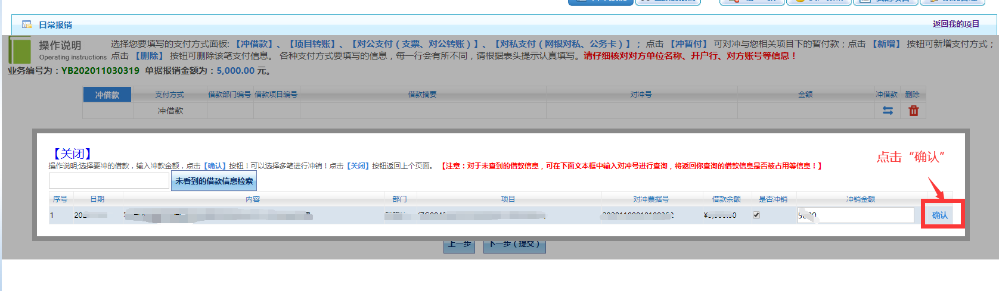 日常报销
返回我的项目
操作说明
Operating instructions
选择您要填写的支付方式面板:【冲借款】、【项目转账】、【对公支付（支票、对公转账）】、【对私支付（网银对私、公务卡）】；点击【冲暂付】可对冲与您相关项目下的暂付款；点击【新增】按钮可新增支付方式；
点击【删除】按钮可删除该笔支付信息。 各种支付方式要填写的信息，每一行会有所不同，请根据表头提示认真填写。请仔细核对对方单位名称、开户行、对方账号等信息！
业务编号为：YB202011030319 单据报销金额为：5,000.00 元。
冲借款 支付方式 借款部门编号 借款项目编号 借款摘要 对冲号 金额 冲借款 删除
冲借款
【关闭】
操作说明;选择要冲的借款，输入冲款金额，点击【确认】按钮！可以选择多笔进行冲销！点击【关闭】按钮返回上个页面。 【注意：对于未查到的借款信息，可在下面文本框中输入对冲号进行查询，将返回你查询的借款信息是否被占用等信息！】
点击“确认”
未看到的借款信息检索
序号 日期 内容 部门 项目 对冲票据号 借款余额 是否冲销 冲销金额
1 确认
上一步 下一步（提交）